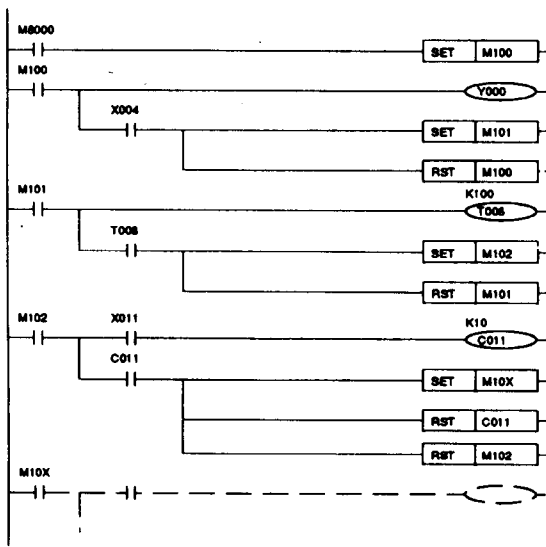 M8000
SET M100
M100
Y000
X004
SET M101
RST M100
M101
K100
T006
T006
SET M102
RST M101
M102
X011
K10
C011
C011
SET M10X
RST C011
RST M102
M10X